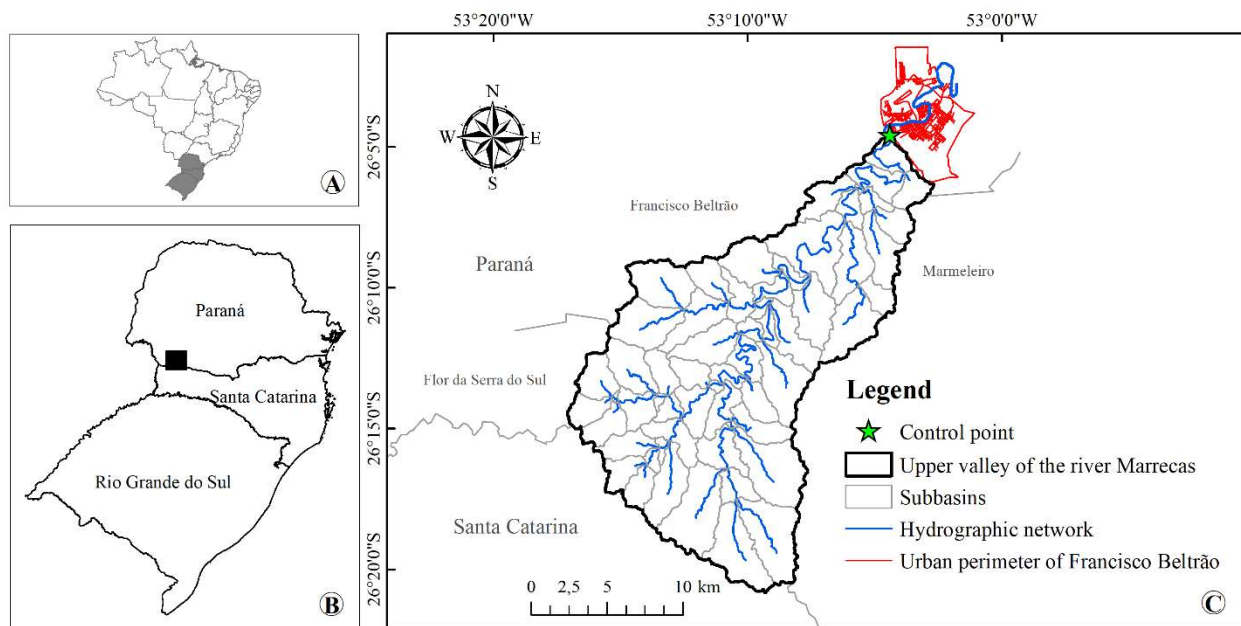 A
Paraná
Santa Catarina
Rio Grande do Sul
B
53°20'0"W
53°10'0"W
53°0'0"W
26°5'0"S
26°10'0"S
26°15'0"S
26°20'0"S
N
W
E
S
Francisco Beltrão
Paraná
Marmeleiro
Flor da Serra do Sul
Santa Catarina
0 2,5 5 10 km
Legend
Control point
Upper valley of the river Marrecas
Subbasins
Hydrographic network
Urban perimeter of Francisco Beltrão
C